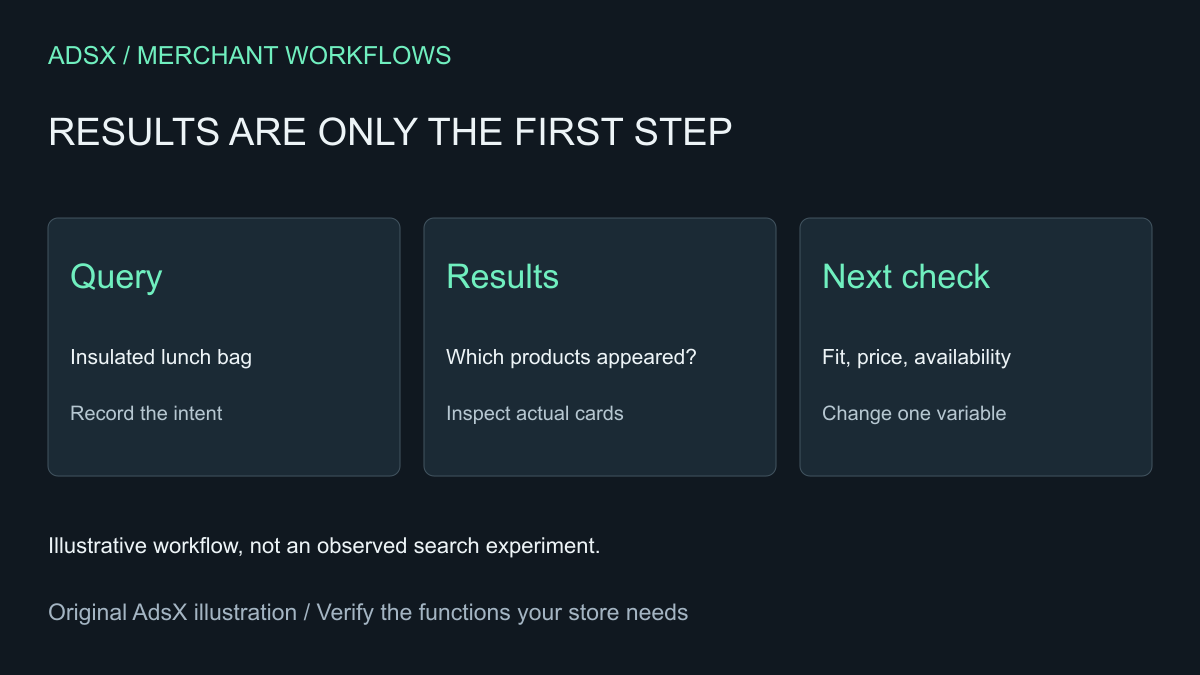 ADSX / MERCHANT WORKFLOWS
RESULTS ARE ONLY THE FIRST STEP
Query
Insulated lunch bag
Record the intent
Results
Which products appeared?
Inspect actual cards
Next check
Fit, price, availability
Change one variable
Illustrative workflow, not an observed search experiment.
Original AdsX illustration / Verify the functions your store needs